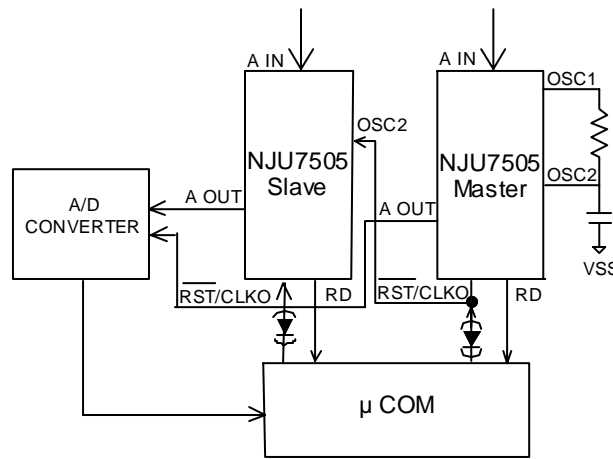 A IN
A IN
OSC1
OSC2
NJU7505
Slave
NJU7505
Master
OSC2
A/D
CONVERTER
A OUT
A OUT
VSS
RST/CLKO
RD
RST/CLKO
RD
µ COM